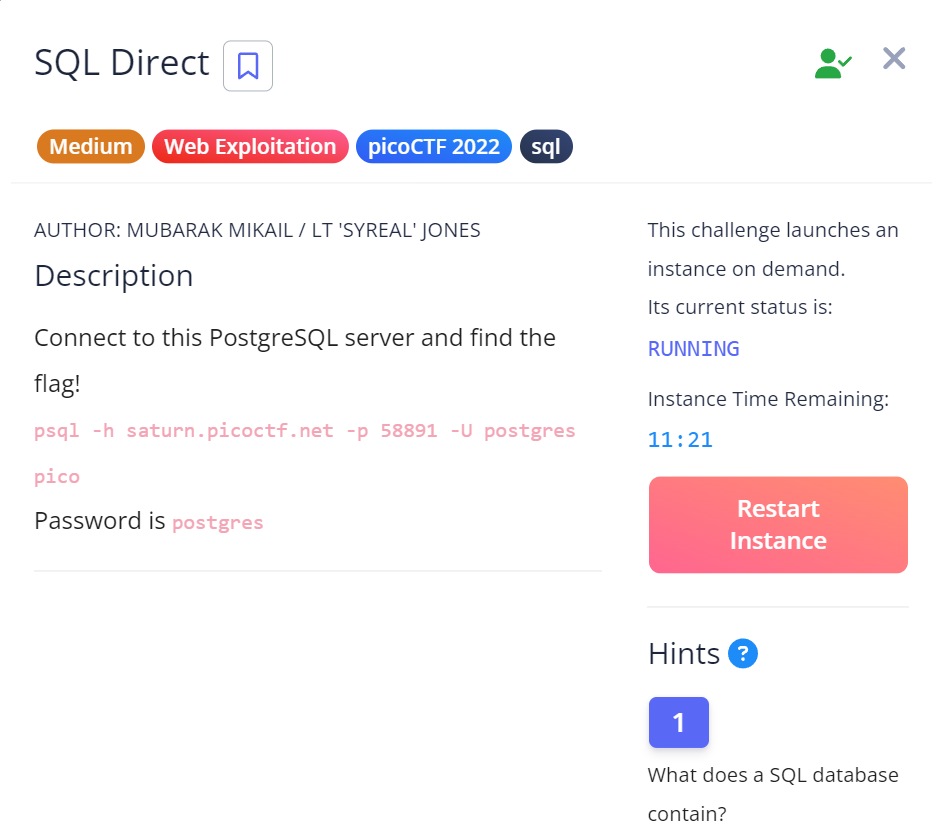 SQL Direct
Medium Web Exploitation picoCTF 2022 sql
AUTHOR: MUBARAK MIKAIL / LT 'SYREAL' JONES
Description
Connect to this PostgreSQL server and find the
flag!
psql -h saturn.picoctf.net -p 58891 -U postgres
pico
Password is postgres
This challenge launches an
instance on demand.
Its current status is:
RUNNING
Instance Time Remaining:
11:21
Restart
Instance
Hints ?
1
What does a SQL database
contain?